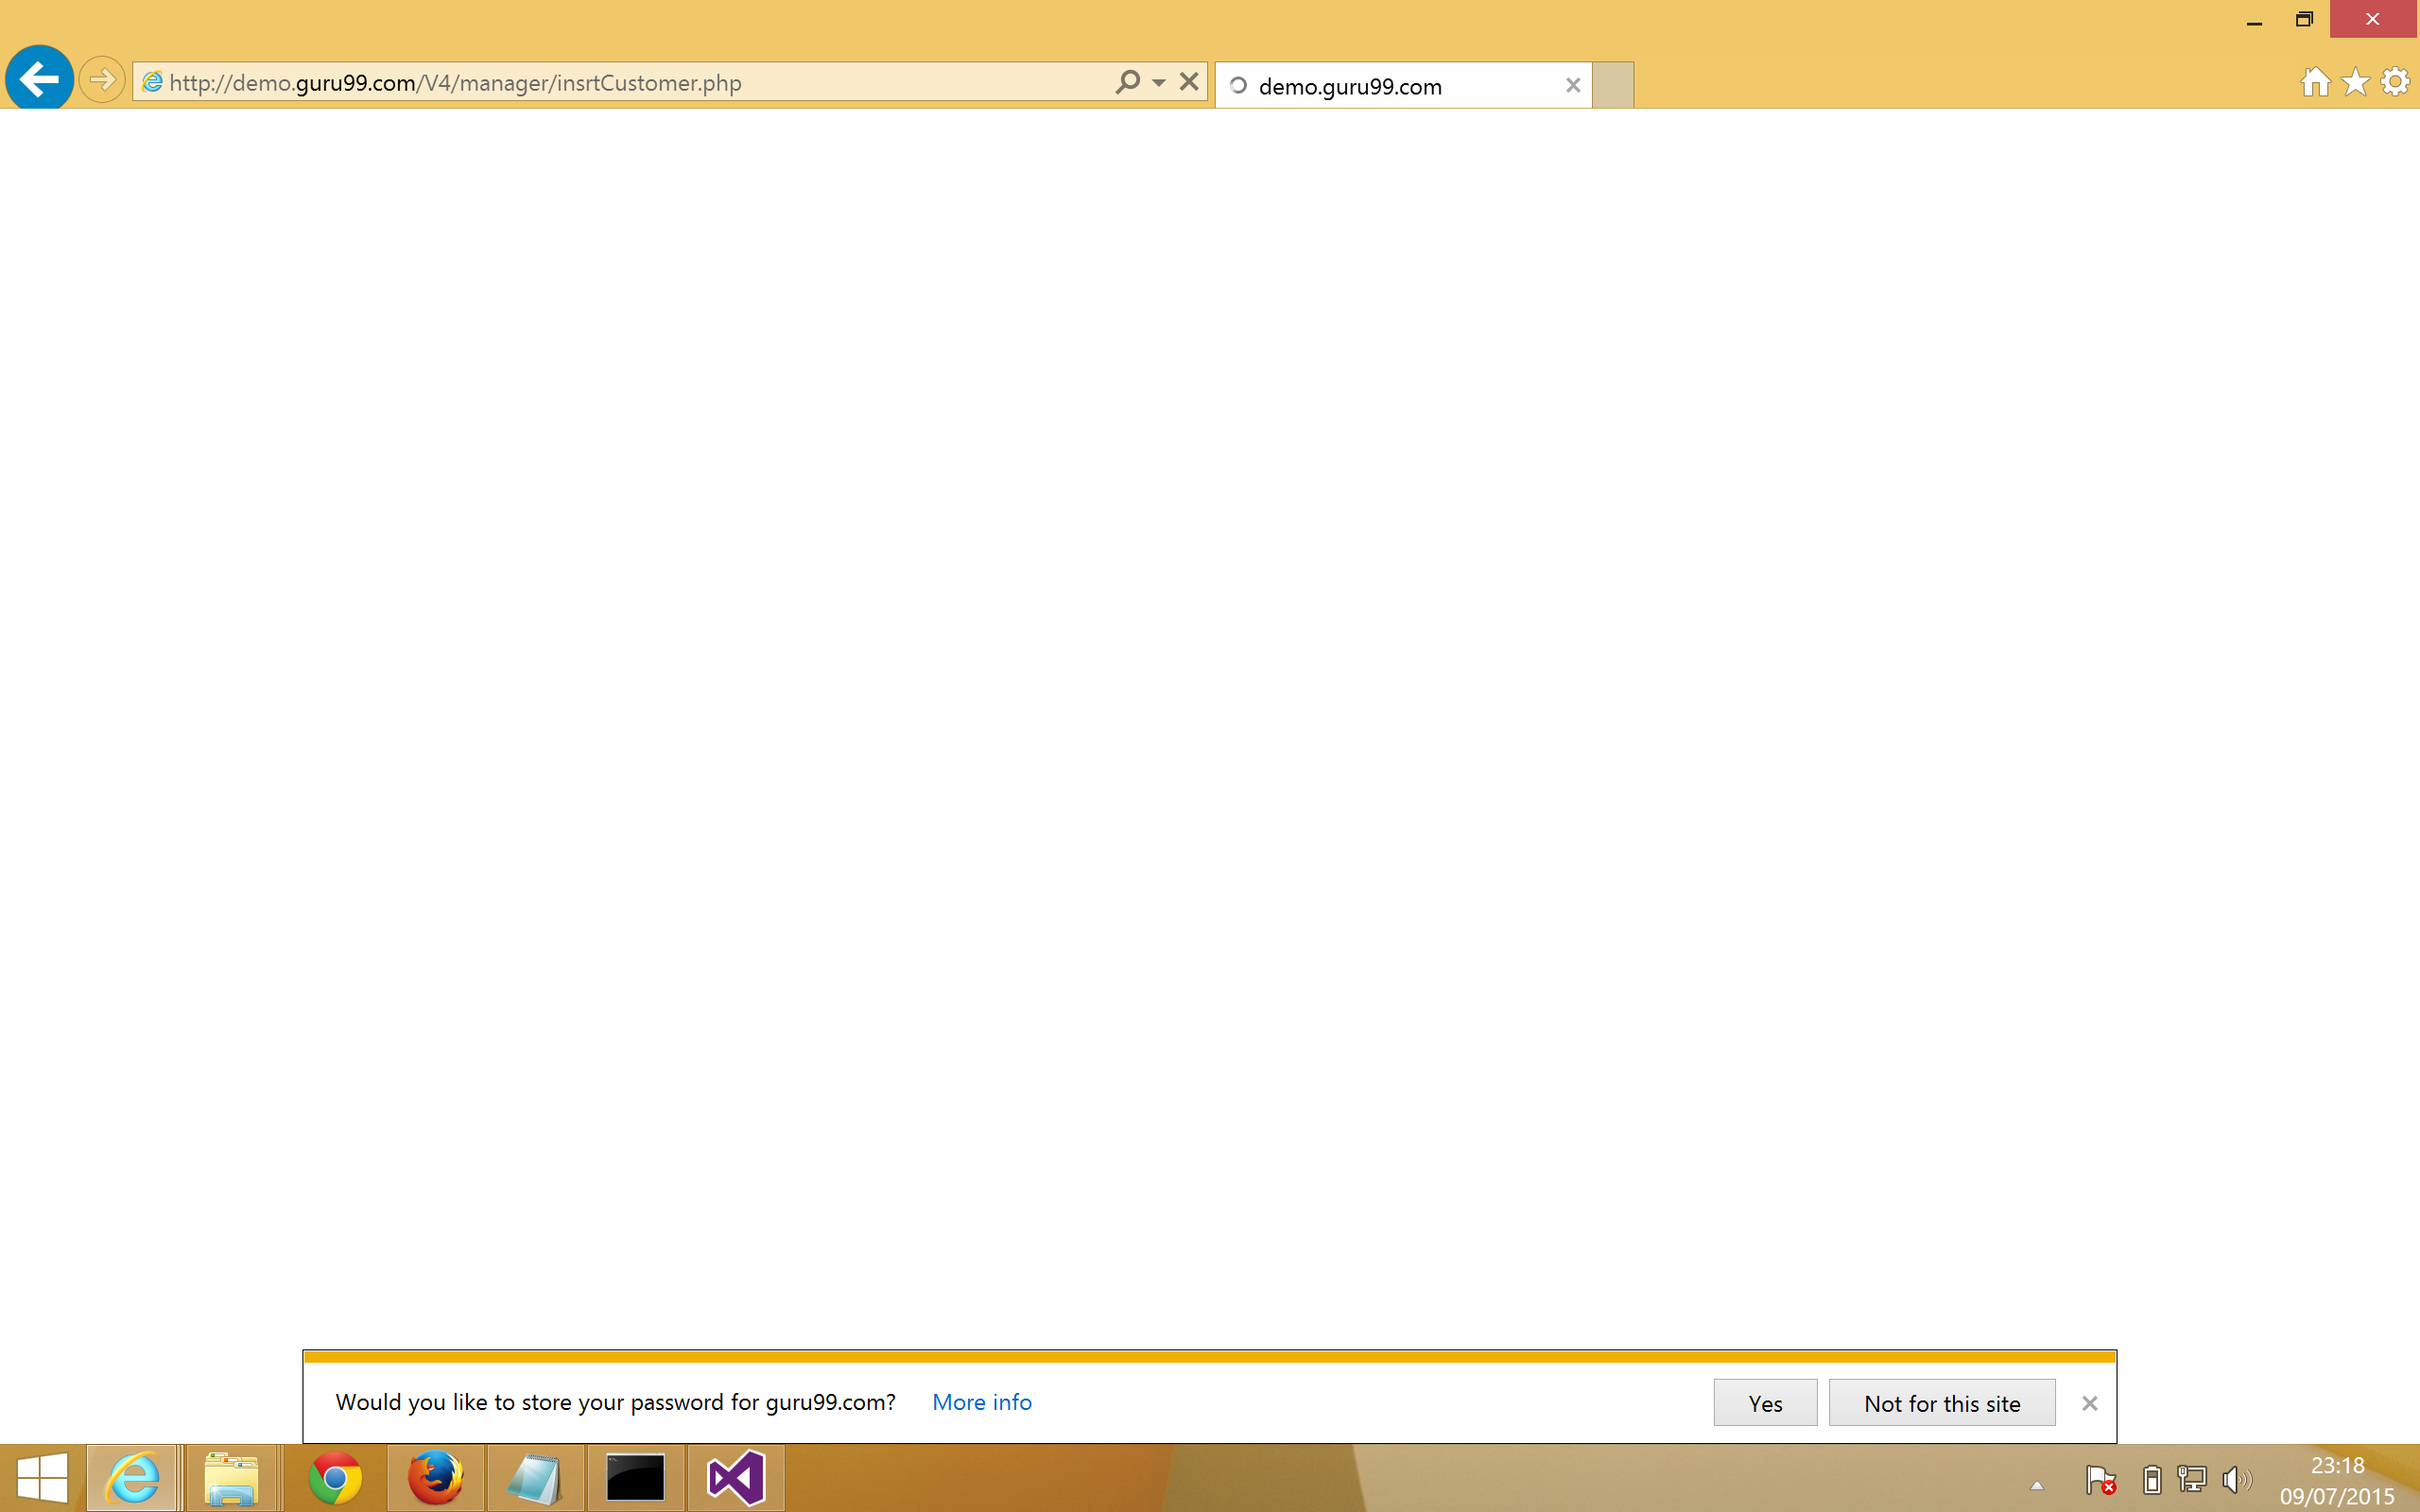 http://demo.guru99.com/V4/manager/insrtCustomer.php
demo.guru99.com
Would you like to store your password for guru99.com? More info
Yes
Not for this site
23:18
09/07/2015